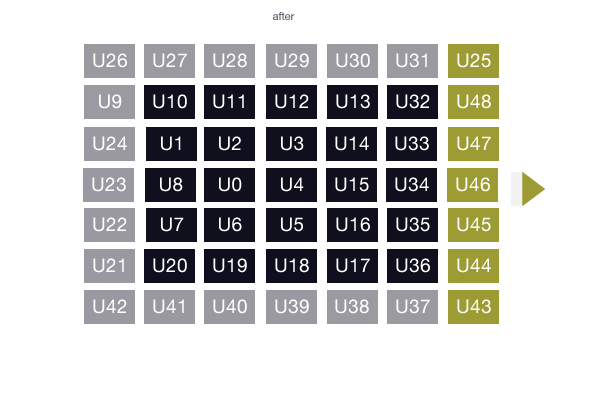 after
U26 U27 U28 U29 U30 U31 U25
U9 U10 U11 U12 U13 U32 U48
U24 U1 U2 U3 U14 U33 U47
U23 U8 U0 U4 U15 U34 U46
U22 U7 U6 U5 U16 U35 U45
U21 U20 U19 U18 U17 U36 U44
U42 U41 U40 U39 U38 U37 U43